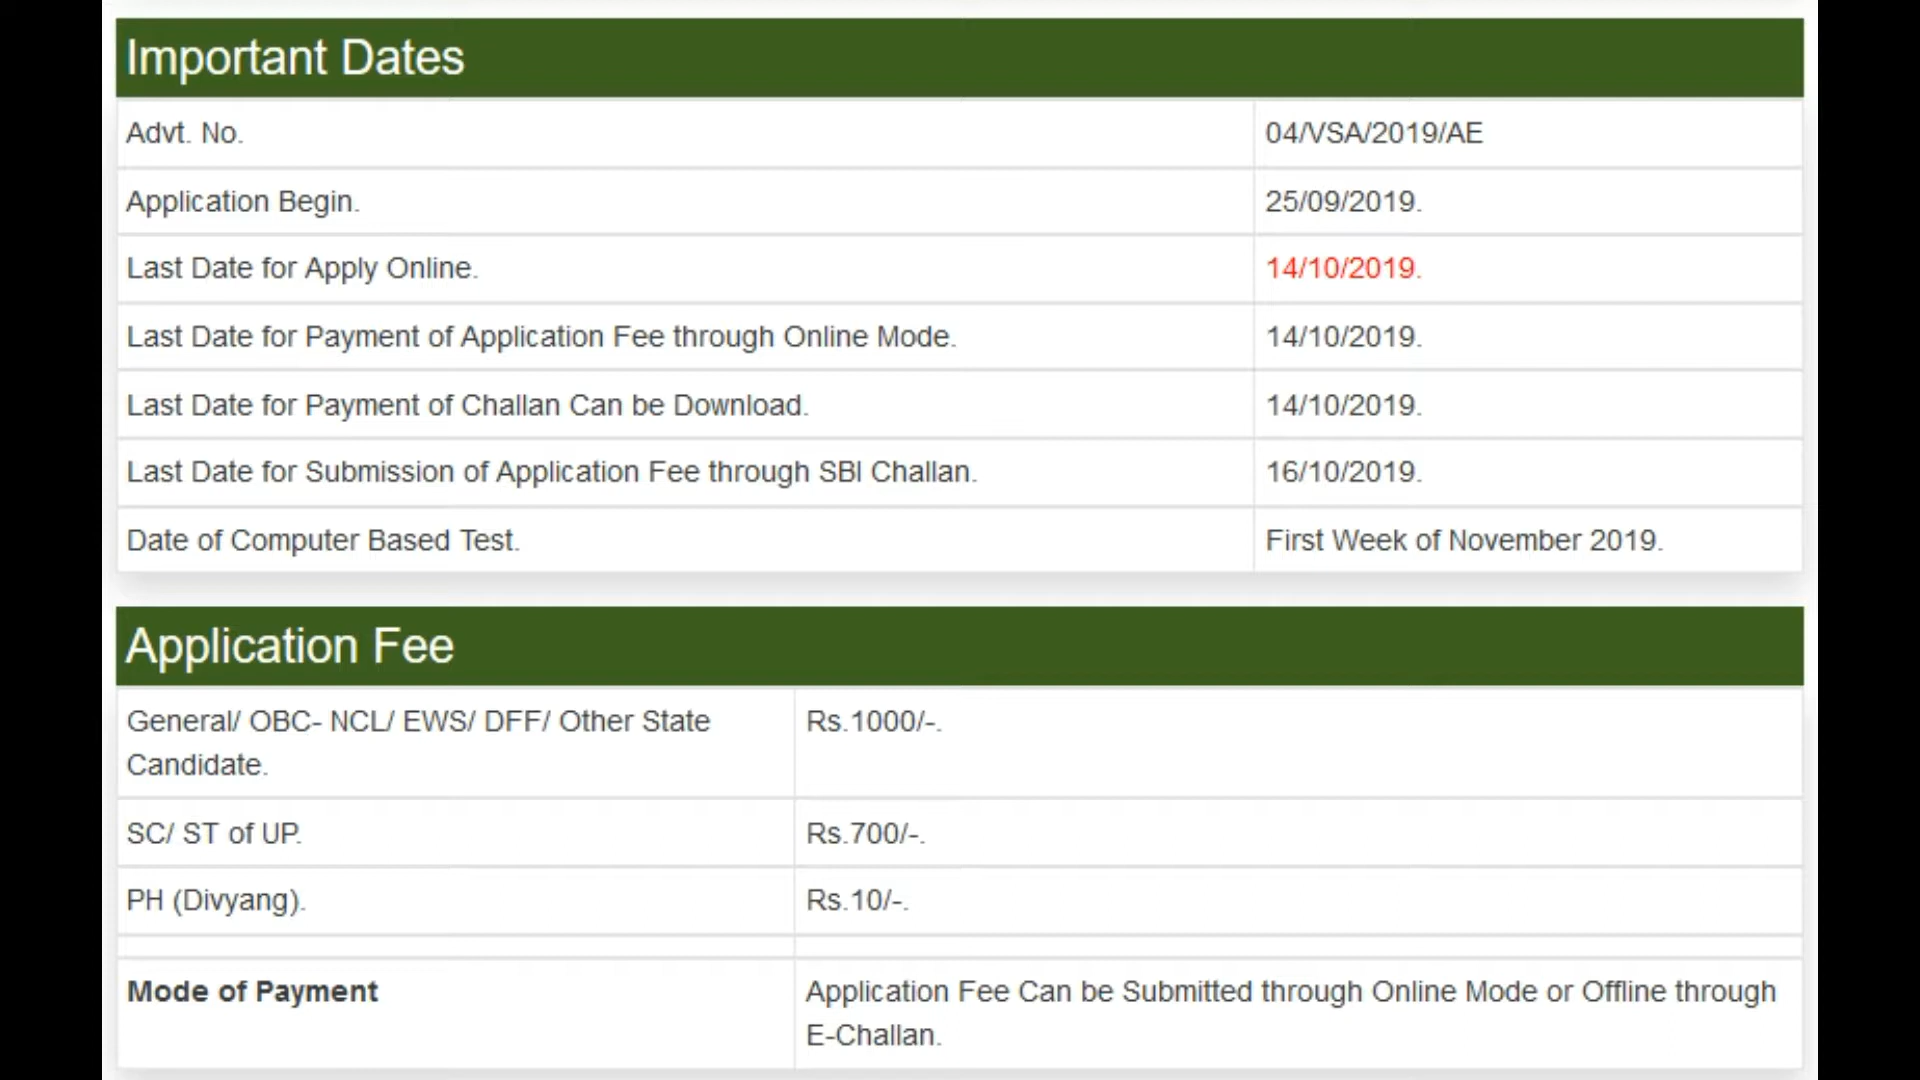 Important Dates
Advt. No. 04/VSA/2019/AE
Application Begin. 25/09/2019.
Last Date for Apply Online. 14/10/2019.
Last Date for Payment of Application Fee through Online Mode. 14/10/2019.
Last Date for Payment of Challan Can be Download. 14/10/2019.
Last Date for Submission of Application Fee through SBI Challan. 16/10/2019.
Date of Computer Based Test. First Week of November 2019.
Application Fee
General/ OBC- NCL/ EWS/ DFF/ Other State Rs.1000/-.
Candidate.
SC/ ST of UP. Rs.700/-.
PH (Divyang). Rs.10/-.
Mode of Payment Application Fee Can be Submitted through Online Mode or Offline through
E-Challan.